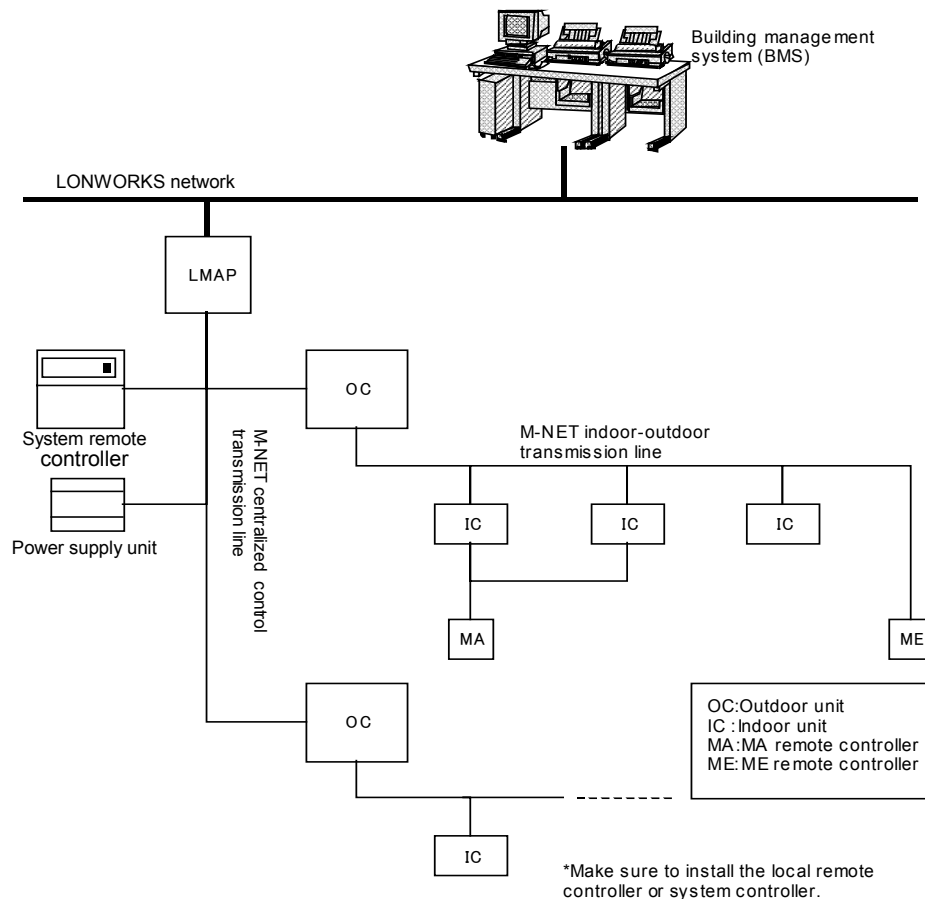 Building management
system (BMS)
LONWORKS network
LMAP
OC
System remote
controller
M-NET centralized control
transmission line
M-NET indoor-outdoor
transmission line
IC
IC
IC
Power supply unit
MA
ME
OC
OC:Outdoor unit
IC :Indoor unit
MA:MA remote controller
ME:ME remote controller
IC
*Make sure to install the local remote
controller or system controller.